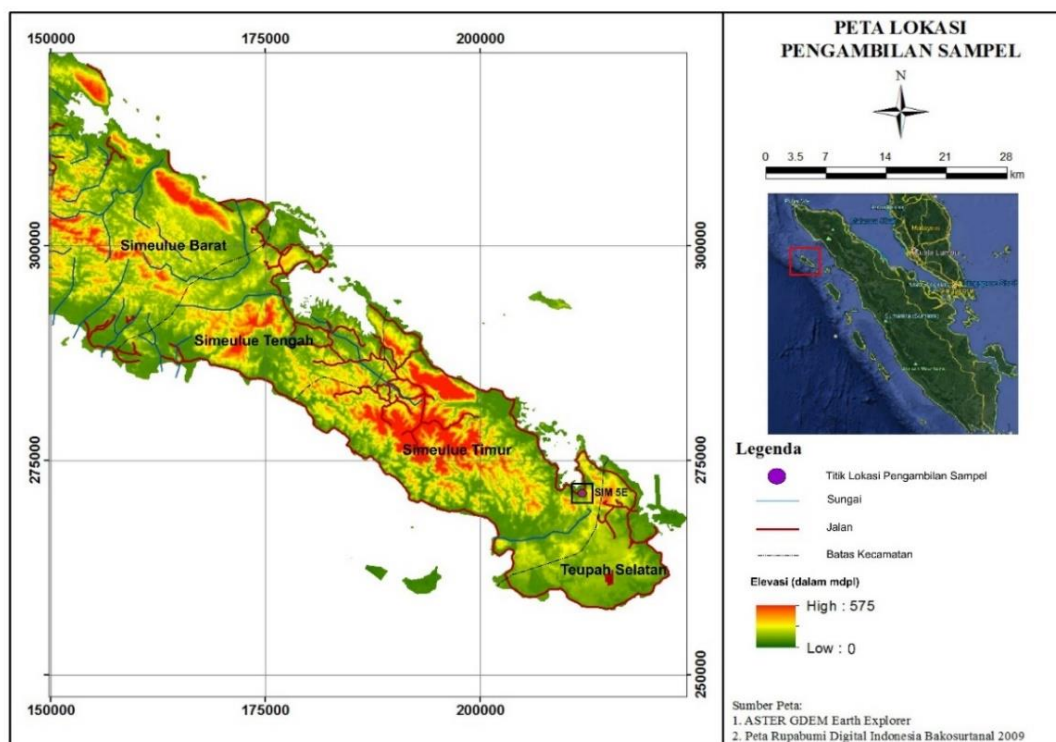 150000 175000 200000
300000 300000
275000 275000
250000
150000 175000 200000
Simeulue Barat
Simeulue Tengah
Simeulue Timur
SIM 5E
Teupah Selatan
PETA LOKASI
PENGAMBILAN SAMPEL
N
0 3.5 7 14 21 28
km
Malaysia
Legenda
Titik Lokasi Pengambilan Sampel
Sungai
Jalan
Batas Kecamatan
Elevasi (dalam mdpl)
High : 575
Low : 0
Sumber Peta:
1. ASTER GDEM Earth Explorer
2. Peta Rupabumi Digital Indonesia Bakosurtanal 2009